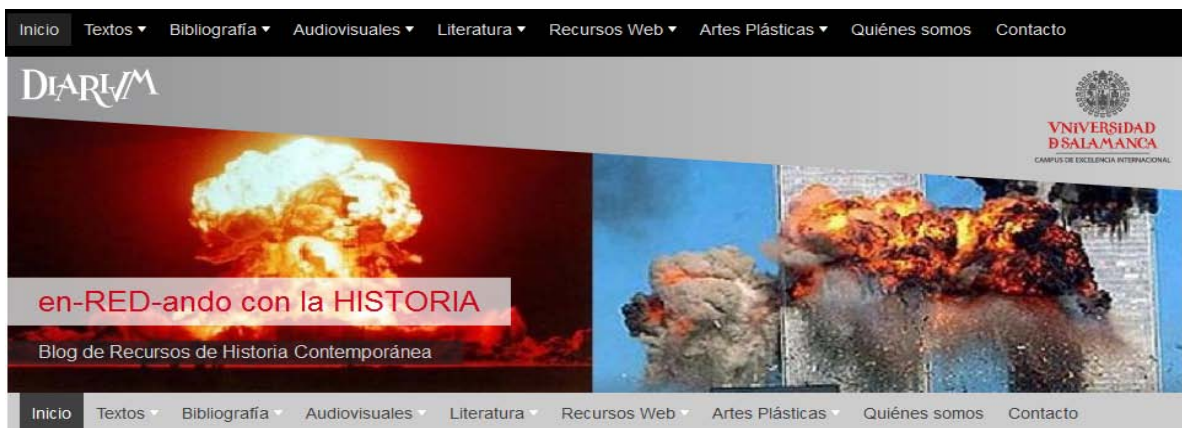 Inicio Textos Bibliografía Audiovisuales Literatura Recursos Web Artes Plásticas Quiénes somos Contacto
DIARIVM
VNiVERSiDAD
D SALAMANCA
CAMPUS DE EXCELENCIA INTERNACIONAL
en-RED-ando con la HISTORIA
Blog de Recursos de Historia Contemporánea
Inicio Textos Bibliografía Audiovisuales Literatura Recursos Web Artes Plásticas Quiénes somos Contacto